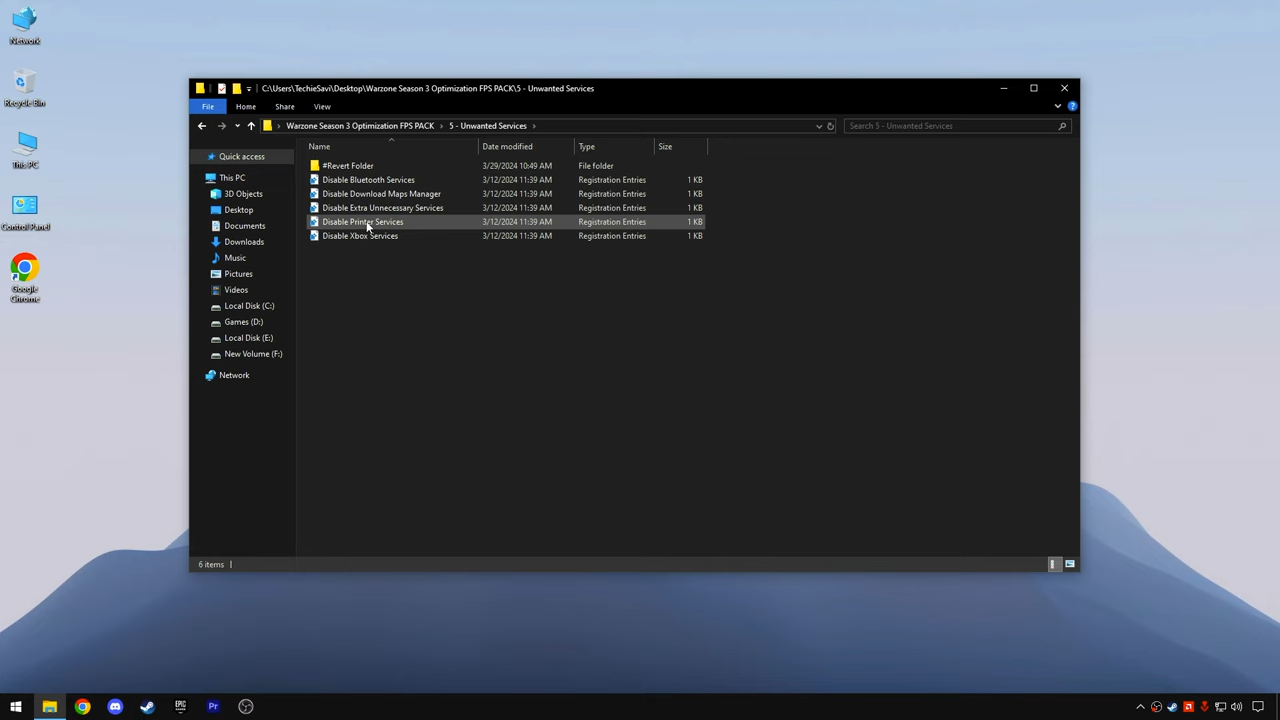 Network
Recycle Bin
This PC
Control Panel
Google
Chrome
C:\Users\TechieSavi\Desktop\Warzone Season 3 Optimization FPS PACK\5 - Unwanted Services
File Home Share View
Warzone Season 3 Optimization FPS PACK › 5 - Unwanted Services ›
Search 5 - Unwanted Services
Name Date modified Type Size
#Revert Folder 3/29/2024 10:49 AM File folder
Disable Bluetooth Services 3/12/2024 11:39 AM Registration Entries 1 KB
Disable Download Maps Manager 3/12/2024 11:39 AM Registration Entries 1 KB
Disable Extra Unnecessary Services 3/12/2024 11:39 AM Registration Entries 1 KB
Disable Printer Services 3/12/2024 11:39 AM Registration Entries 1 KB
Disable Xbox Services 3/12/2024 11:39 AM Registration Entries 1 KB
Quick access
This PC
3D Objects
Desktop
Documents
Downloads
Music
Pictures
Videos
Local Disk (C:)
Games (D:)
Local Disk (E:)
New Volume (F:)
Network
6 items
EPIC
GAMES
Pr